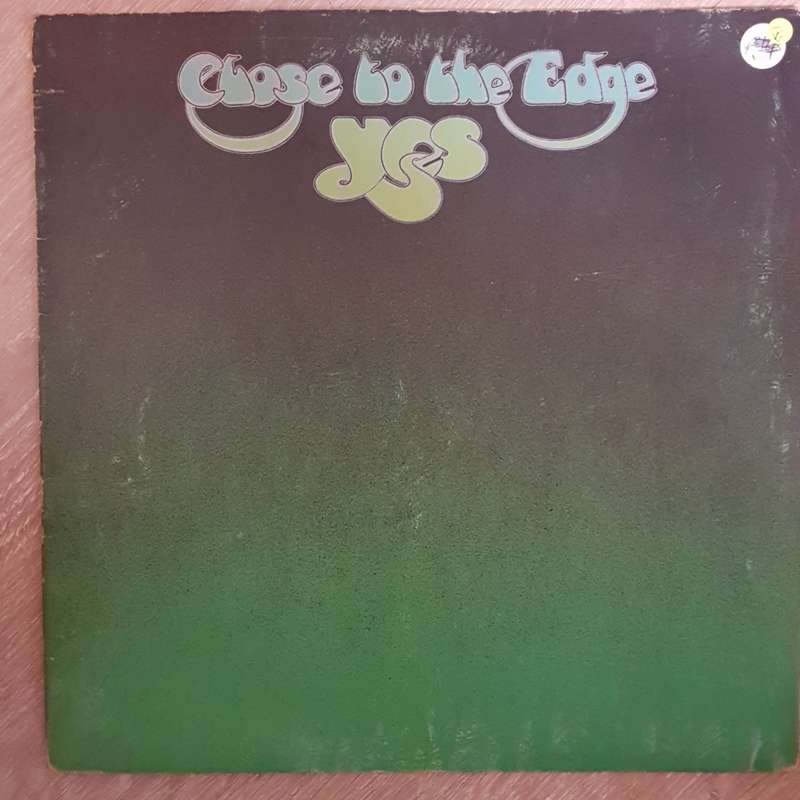 Close to the Edge
Yes